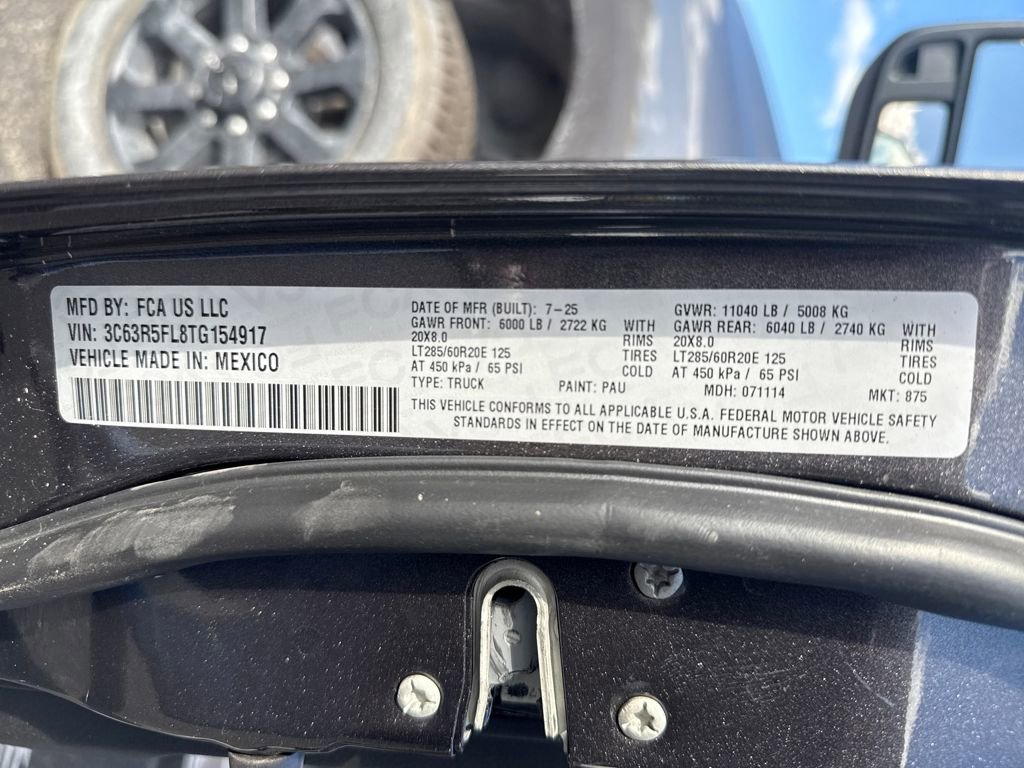 MFD BY: FCA US LLC
VIN: 3C63R5FL8TG154917
VEHICLE MADE IN: MEXICO
DATE OF MFR (BUILT): 7-25
GAWR FRONT: 6000 LB / 2722 KG WITH
20X8.0 RIMS
LT285/60R20E 125 TIRES
AT 450 kPa / 65 PSI COLD
TYPE: TRUCK PAINT: PAU
GVWR: 11040 LB / 5008 KG
GAWR REAR: 6040 LB / 2740 KG WITH
20X8.0 RIMS
LT285/60R20E 125 TIRES
AT 450 kPa / 65 PSI COLD
MDH: 071114 MKT: 875
THIS VEHICLE CONFORMS TO ALL APPLICABLE U.S.A. FEDERAL MOTOR VEHICLE SAFETY
STANDARDS IN EFFECT ON THE DATE OF MANUFACTURE SHOWN ABOVE.